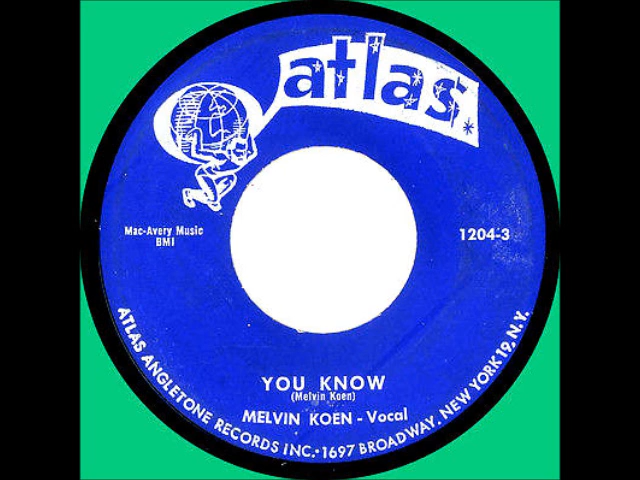 atlas
Mac-Avery Music
BMI
1204-3
YOU KNOW
(Melvin Koen)
MELVIN KOEN - Vocal
ATLAS ANGLETONE RECORDS INC. • 1697 BROADWAY. NEW YORK 19, N.Y.